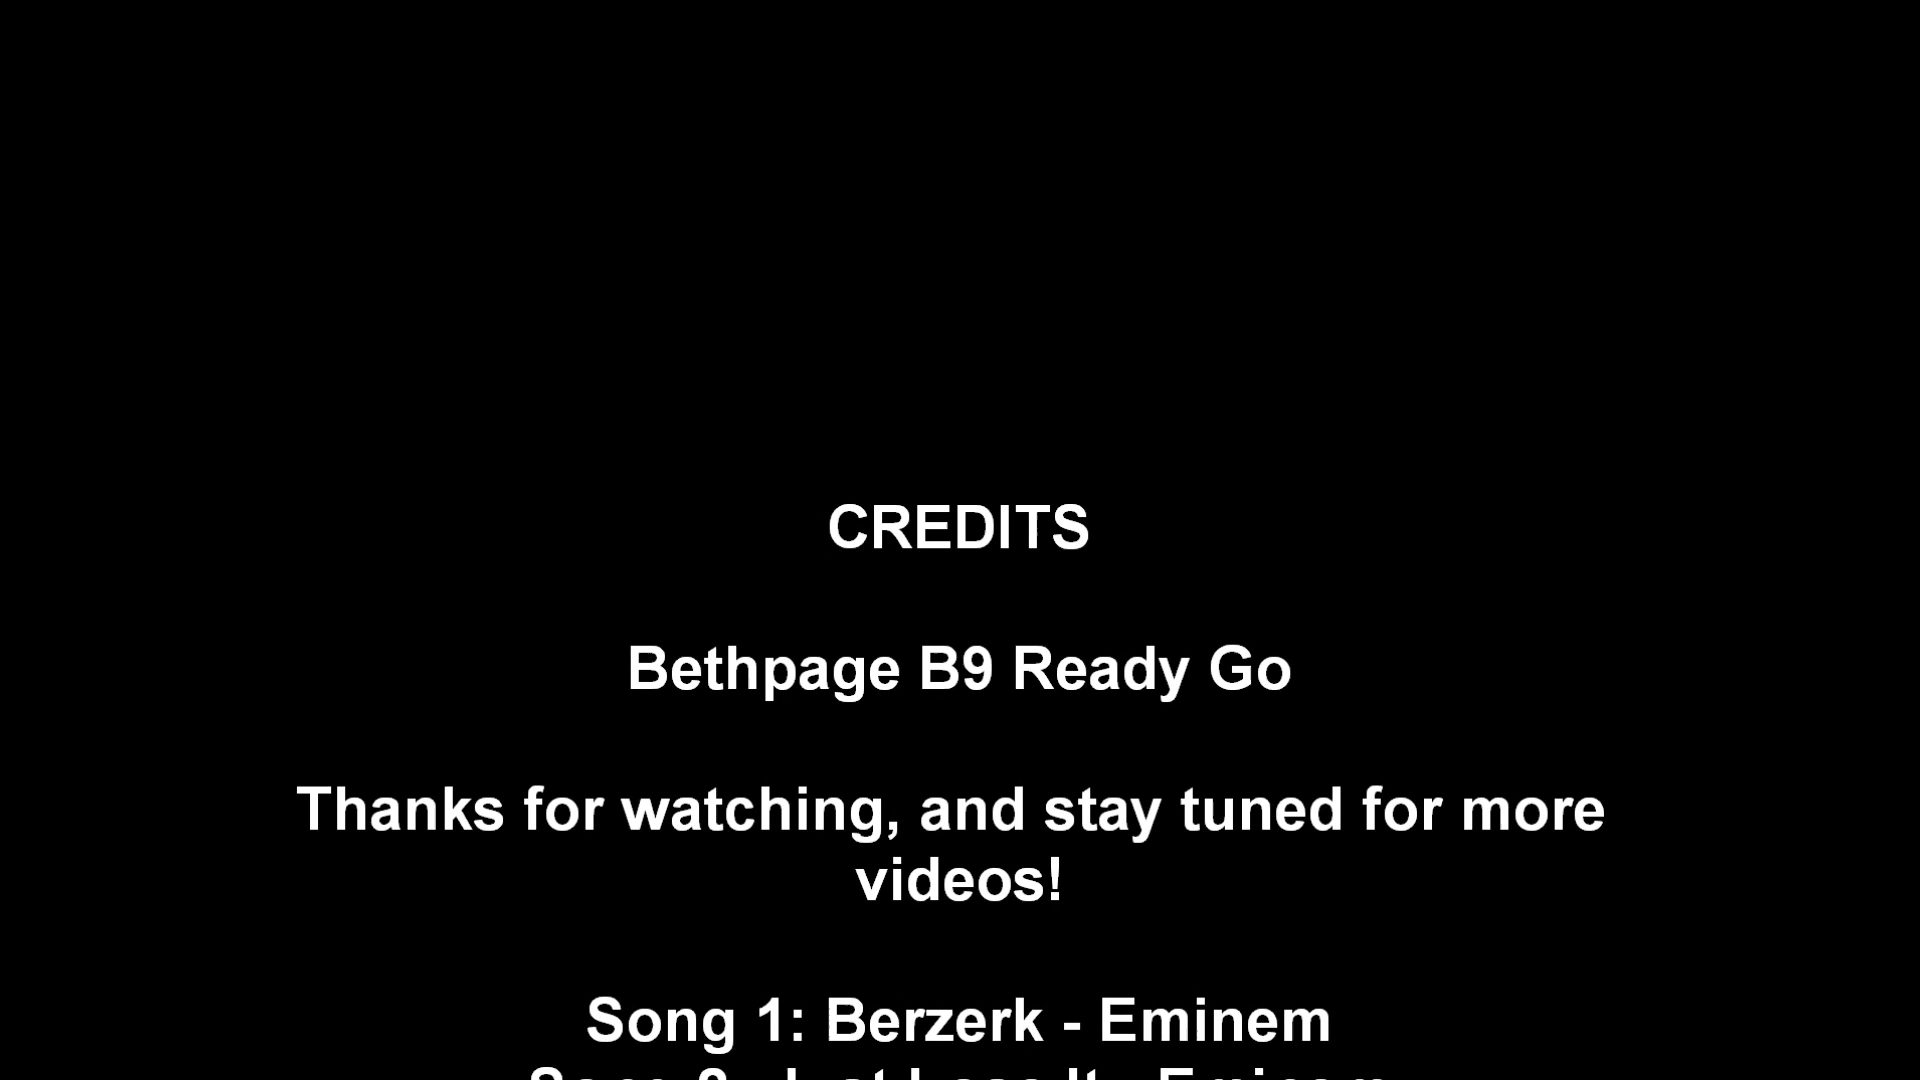 CREDITS
Bethpage B9 Ready Go
Thanks for watching, and stay tuned for more
videos!
Song 1: Berzerk - Eminem